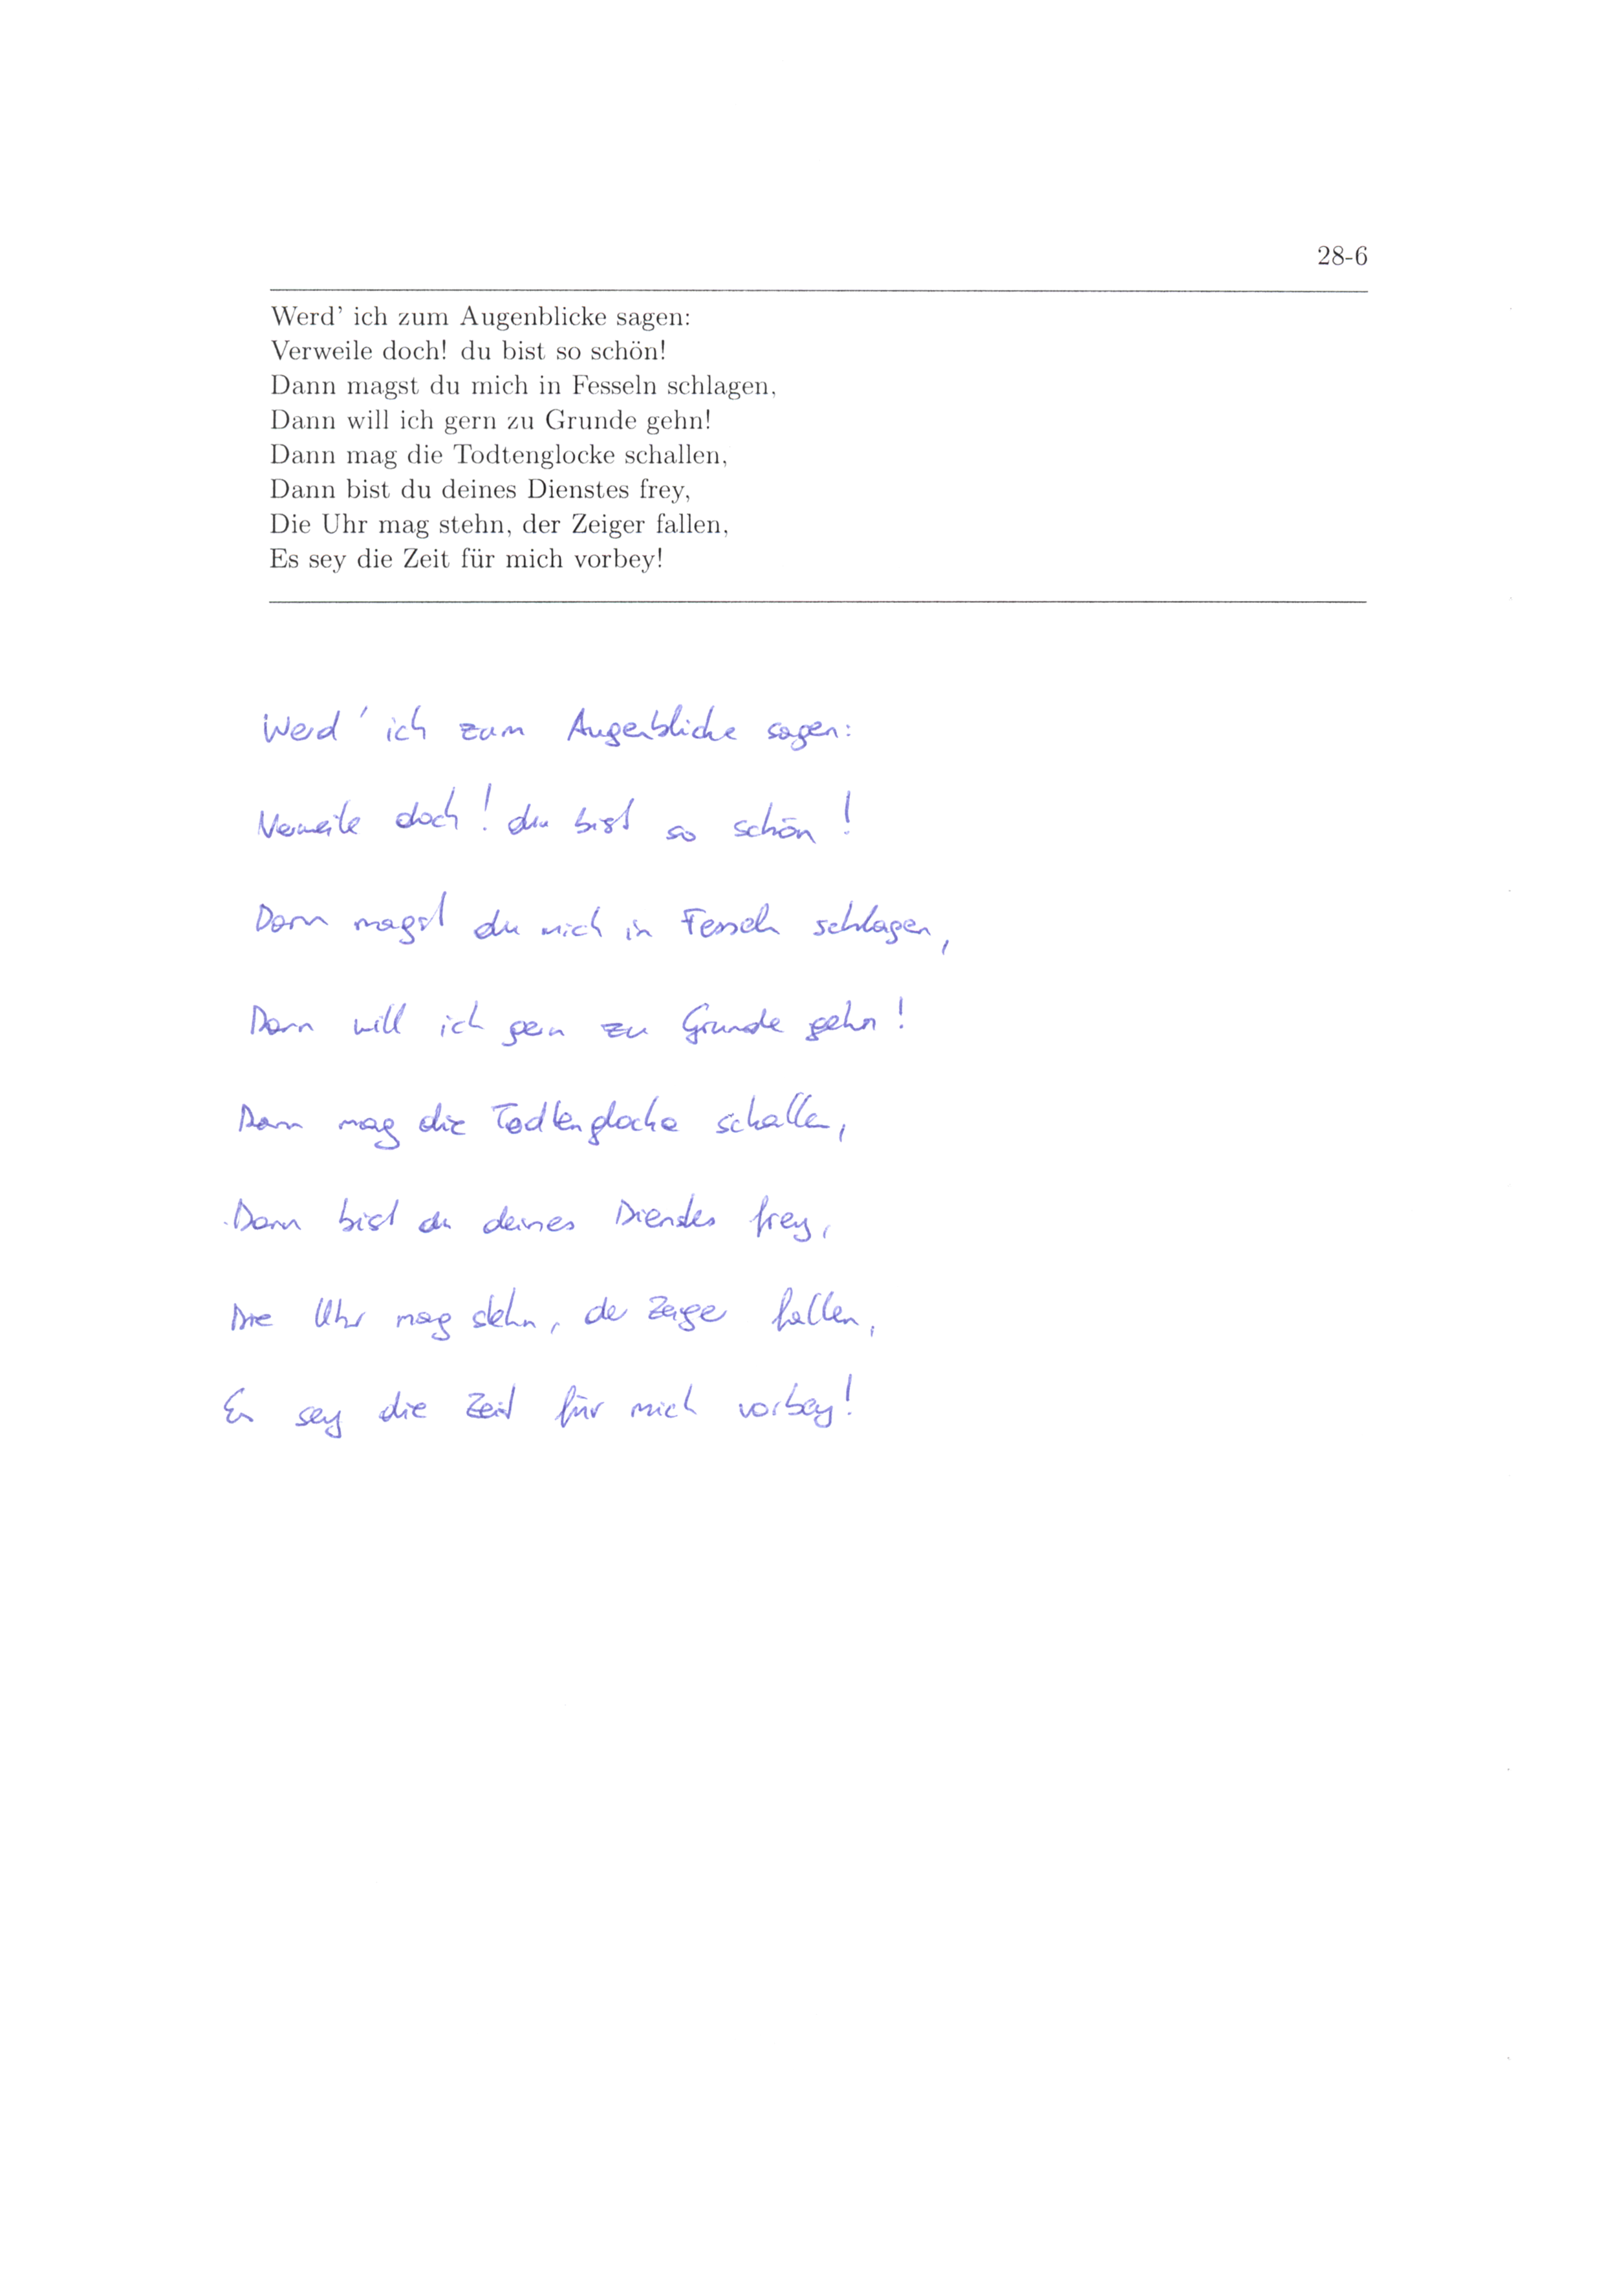 28-6
Werd' ich zum Augenblicke sagen:
Verweile doch! du bist so schön!
Dann magst du mich in Fesseln schlagen,
Dann will ich gern zu Grunde gehn!
Dann mag die Todtenglocke schallen,
Dann bist du deines Dienstes frey,
Die Uhr mag stehn, der Zeiger fallen,
Es sey die Zeit für mich vorbey!
Werd' ich zum Augenblicke sagen:
Verweile doch! du bist so schön!
Dann magst du mich in Fesseln schlagen,
Dann will ich gern zu Grunde gehn!
Dann mag die Todtenglocke schallen,
Dann bist du deines Dienstes frey,
Die Uhr mag stehn, der Zeiger fallen,
Es sey die Zeit für mich vorbey!